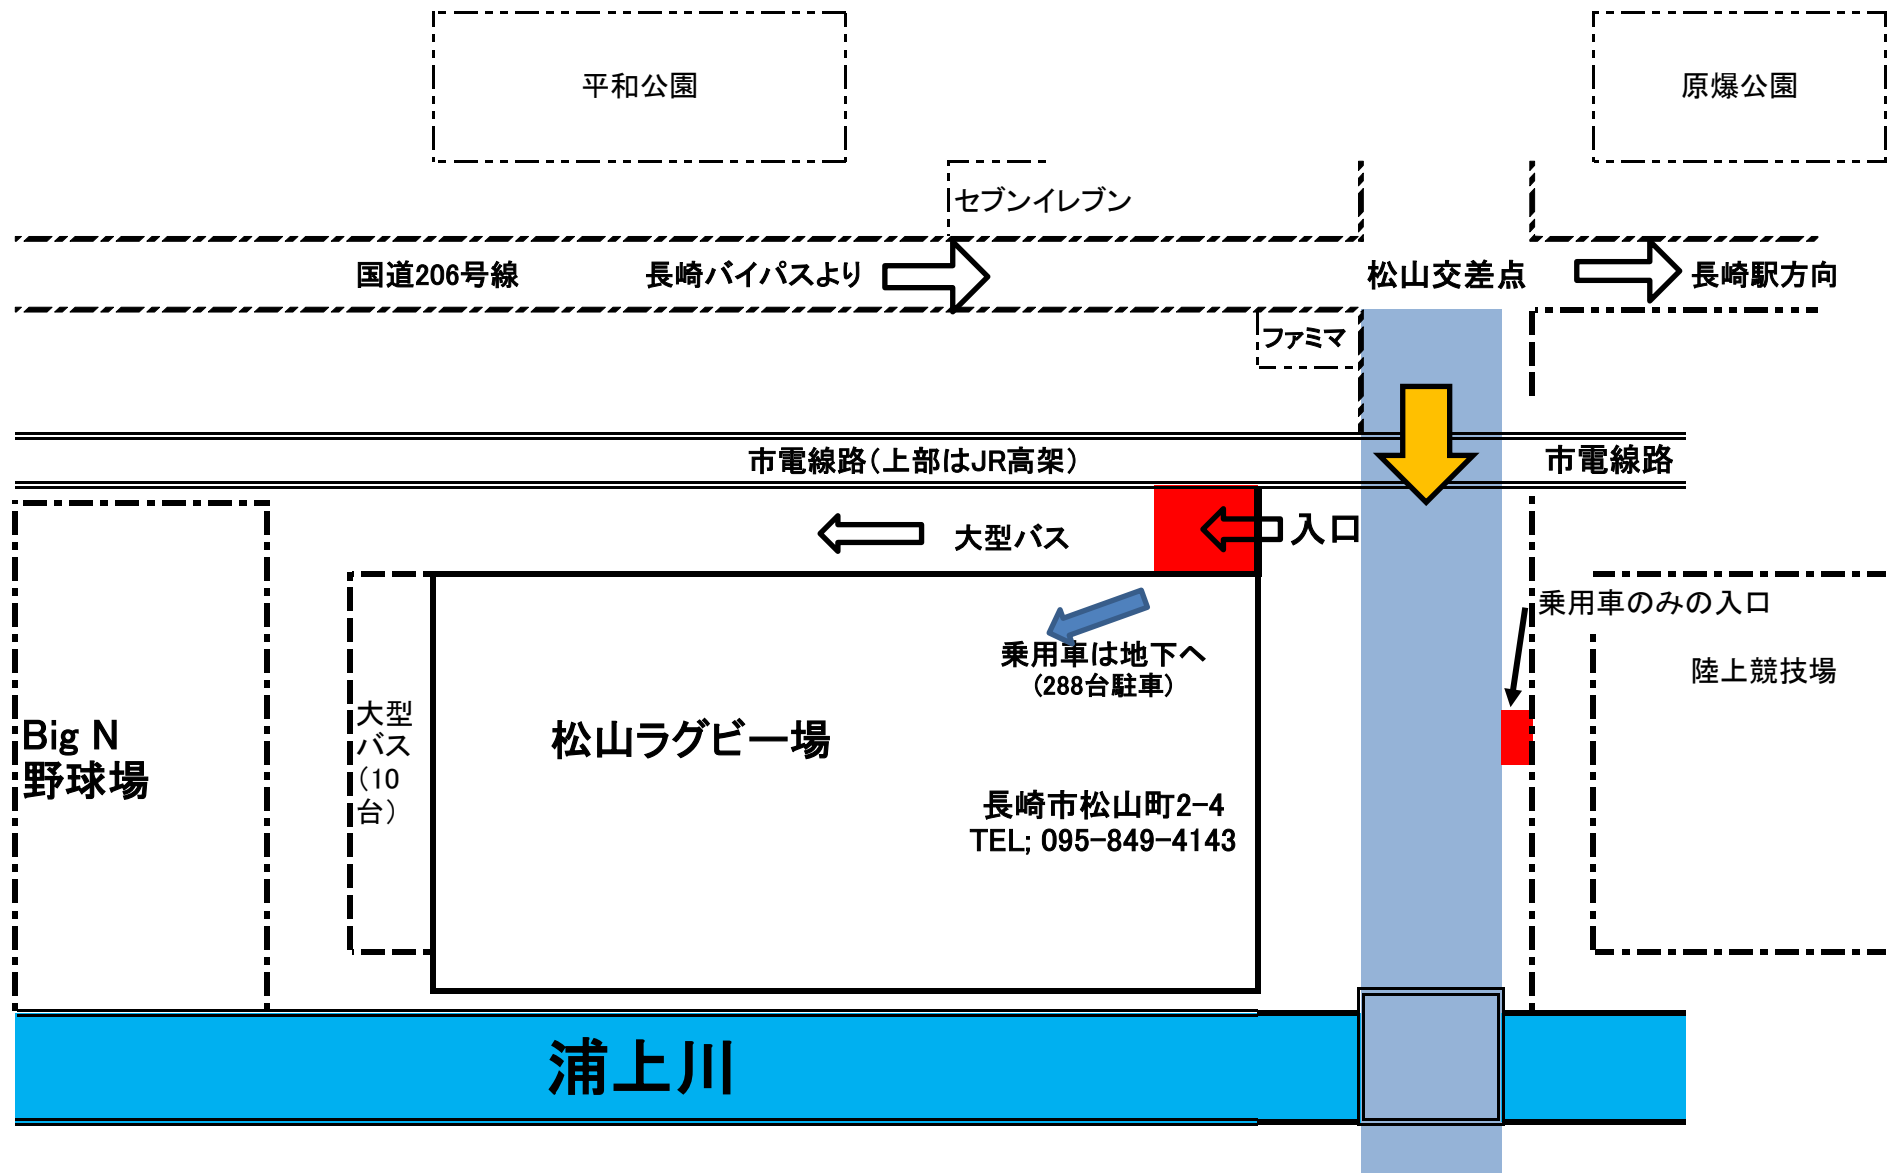 平和公園
原爆公園
セブンイレブン
国道206号線
長崎バイパスより
松山交差点
長崎駅方向
ファミマ
市電線路（上部はJR高架）
市電線路
大型バス
入口
乗用車のみの入口
乗用車は地下へ
（288台駐車）
陸上競技場
大型
バス
（10
台）
Big N
野球場
松山ラグビー場
長崎市松山町2-4
TEL; 095-849-4143
浦上川